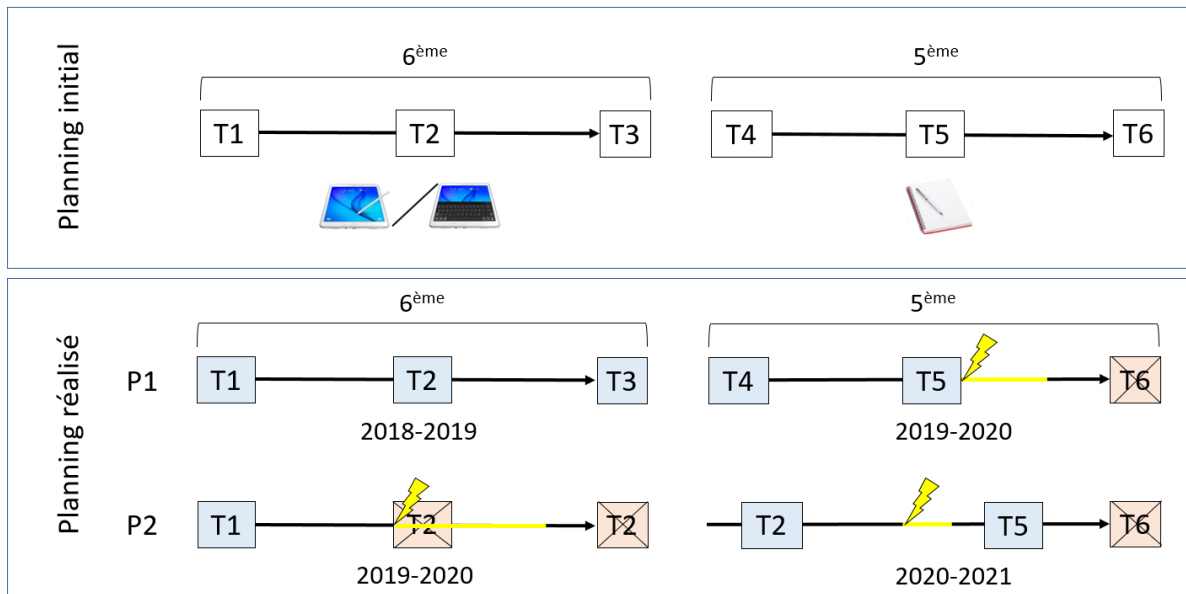 Planning initial
6ème
5ème
T1
T2
T3
T4
T5
T6
Planning réalisé
6ème
5ème
P1
T1
T2
T3
T4
T5
T6
2018-2019
2019-2020
P2
T1
T2
T2
T2
T5
T6
2019-2020
2020-2021